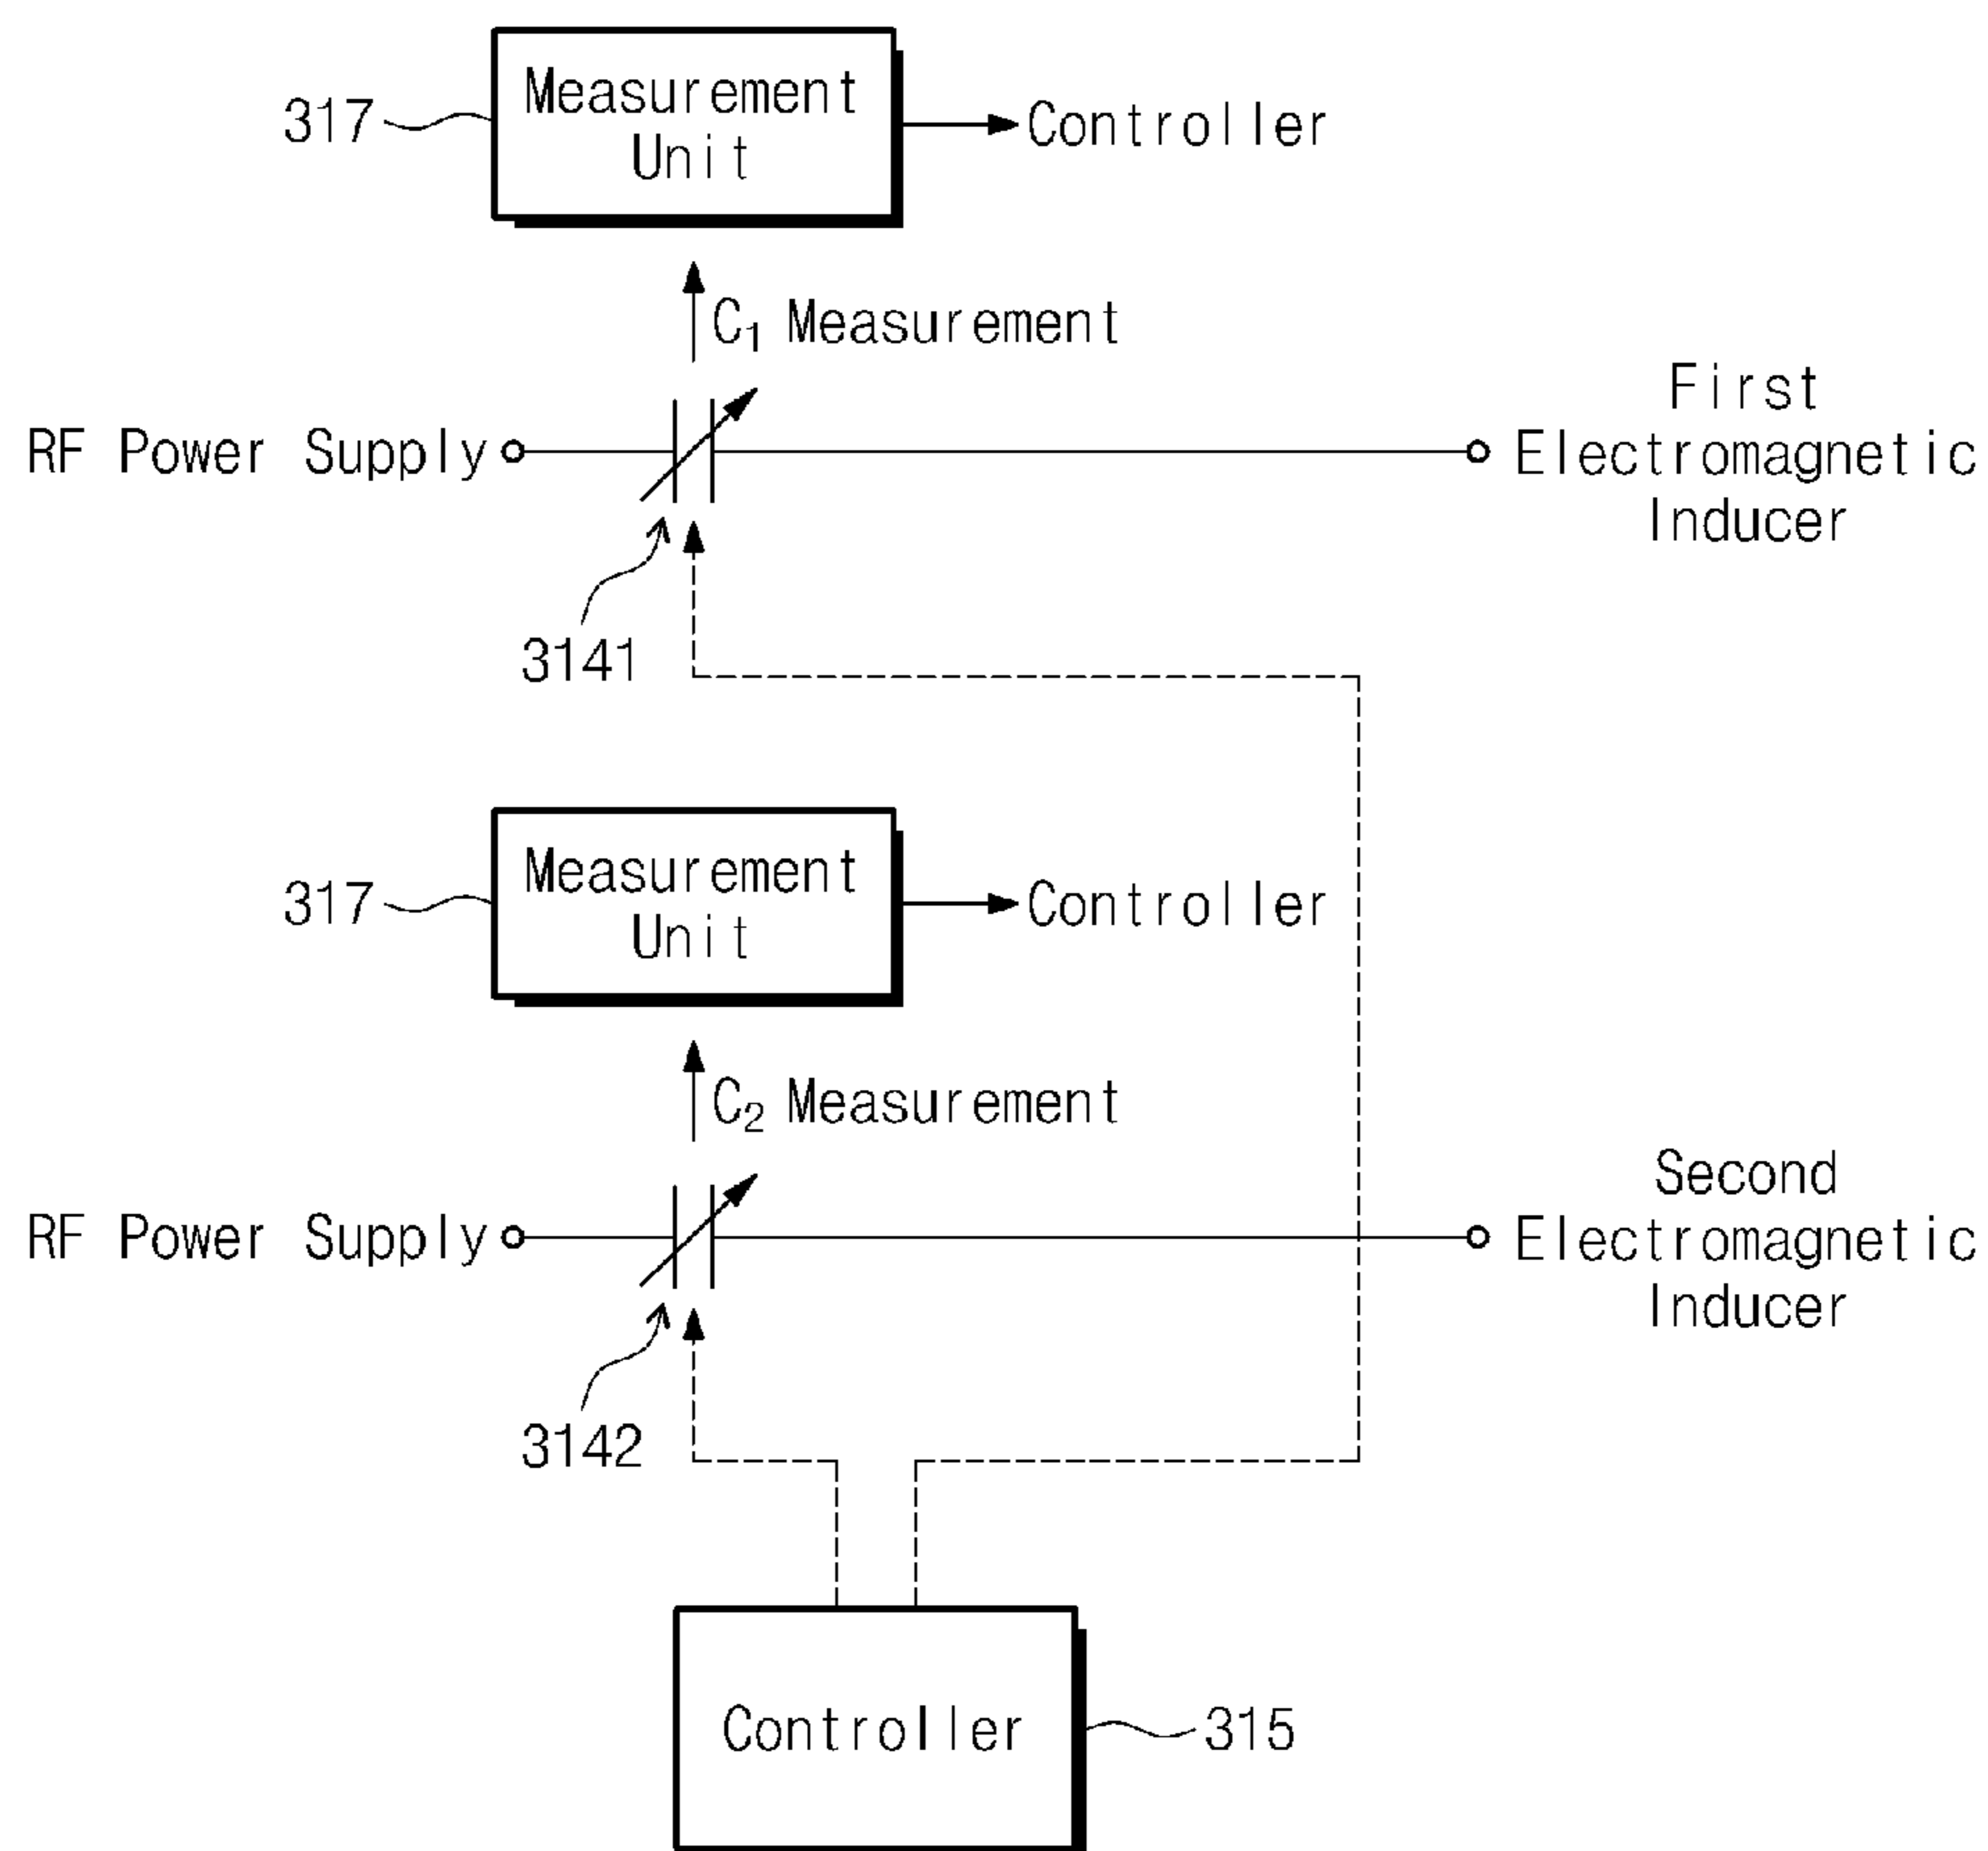 Measurement
Unit
317
Controller
C₁ Measurement
RF Power Supply
First
Electromagnetic
Inducer
3141
Measurement
Unit
317
Controller
C₂ Measurement
RF Power Supply
Second
Electromagnetic
Inducer
3142
Controller
315